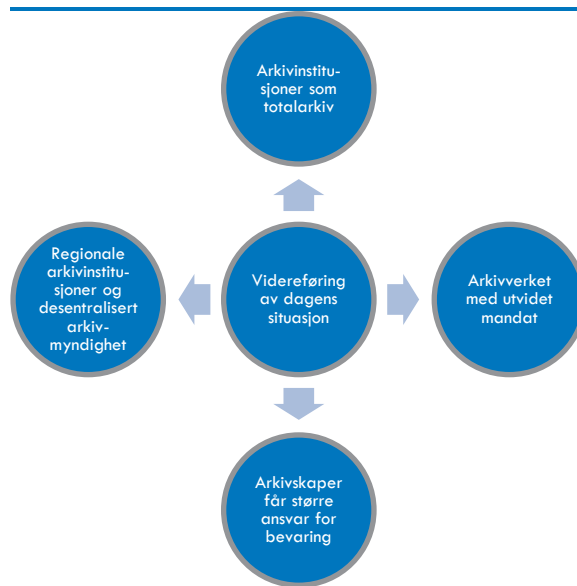 Arkivinstitu-
sjoner som
totalarkiv
Regionale
arkivinstitu-
sjoner og
desentralisert
arkiv-
myndighet
Videreføring
av dagens
situasjon
Arkivverket
med utvidet
mandat
Arkivskaper
får større
ansvar for
bevaring